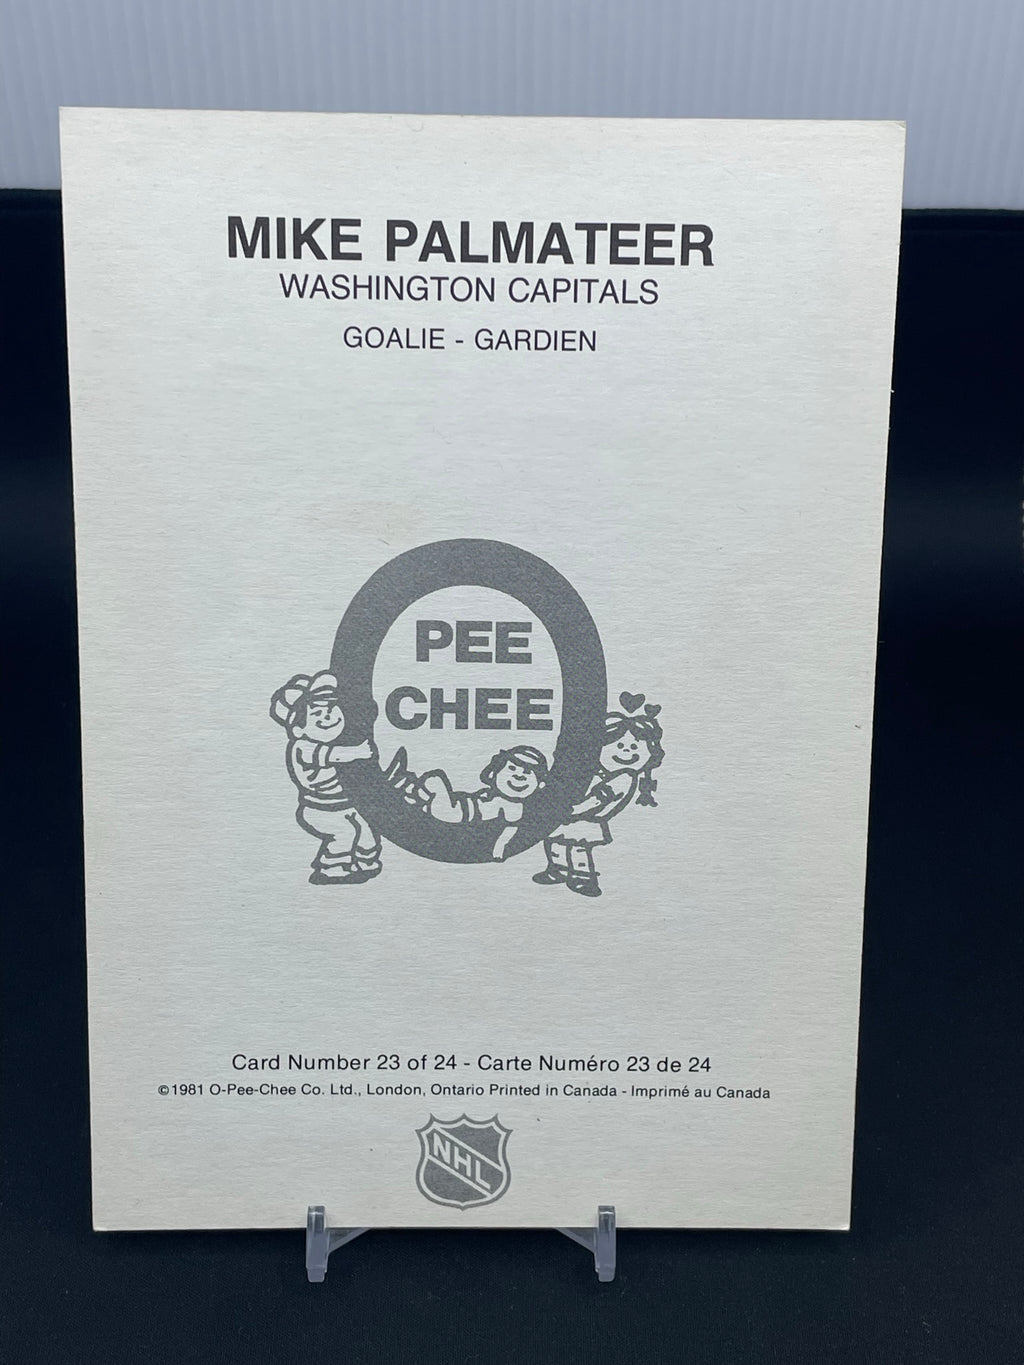 MIKE PALMATEER
WASHINGTON CAPITALS
GOALIE - GARDIEN
PEE
CHEE
Card Number 23 of 24 - Carte Numéro 23 de 24
©1981 O-Pee-Chee Co. Ltd., London, Ontario Printed in Canada - Imprimé au Canada
NHL